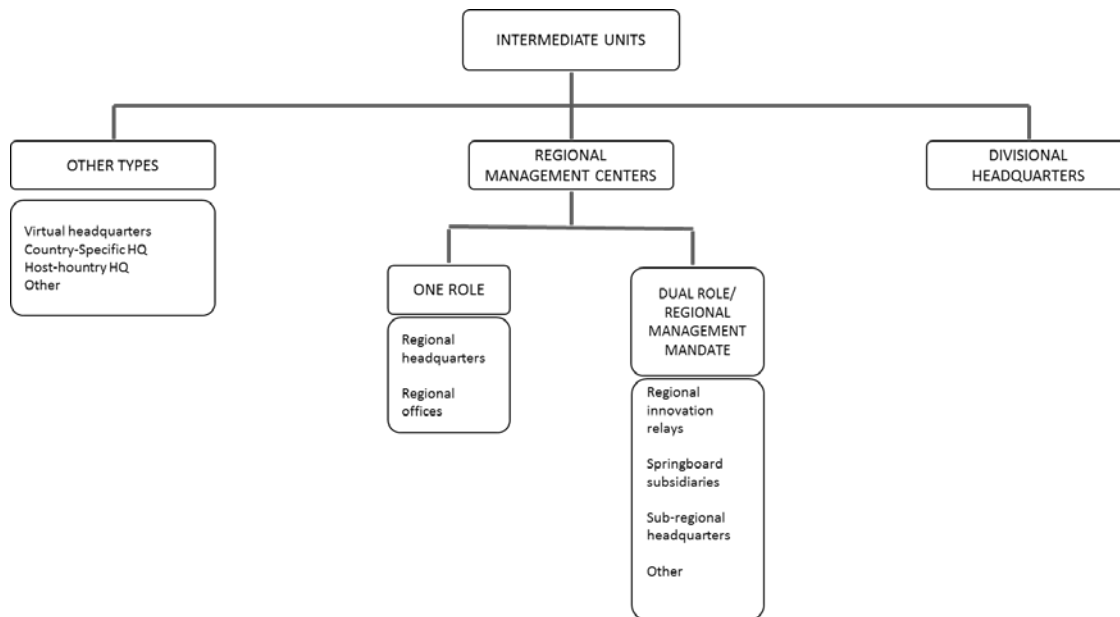 INTERMEDIATE UNITS
OTHER TYPES
Virtual headquarters
Country-Specific HQ
Host-hountry HQ
Other
REGIONAL
MANAGEMENT CENTERS
ONE ROLE
Regional
headquarters
Regional
offices
DUAL ROLE/
REGIONAL
MANAGEMENT
MANDATE
Regional
innovation
relays
Springboard
subsidiaries
Sub-regional
headquarters
Other
DIVISIONAL
HEADQUARTERS